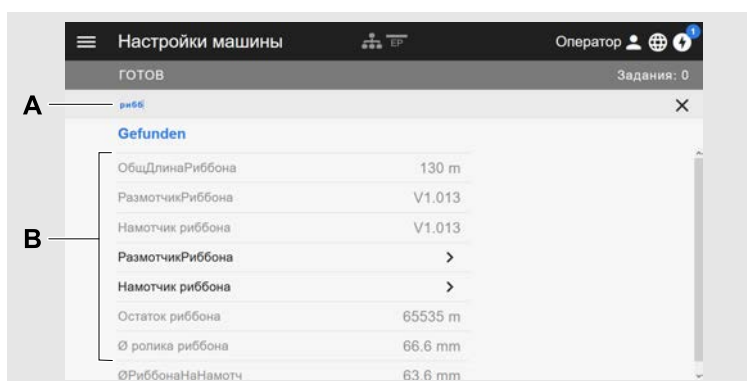 Настройки машины EP Оператор 1
ГОТОВ Задания: 0
A рибб
Gefunden
ОбщДлинаРиббона 130 m
РазмотчикРиббона V1.013
Намотчик риббона V1.013
B
РазмотчикРиббона
Намотчик риббона
Остаток риббона 65535 m
Ø ролика риббона 66.6 mm
ØРиббонаНаНамотч 63.6 mm